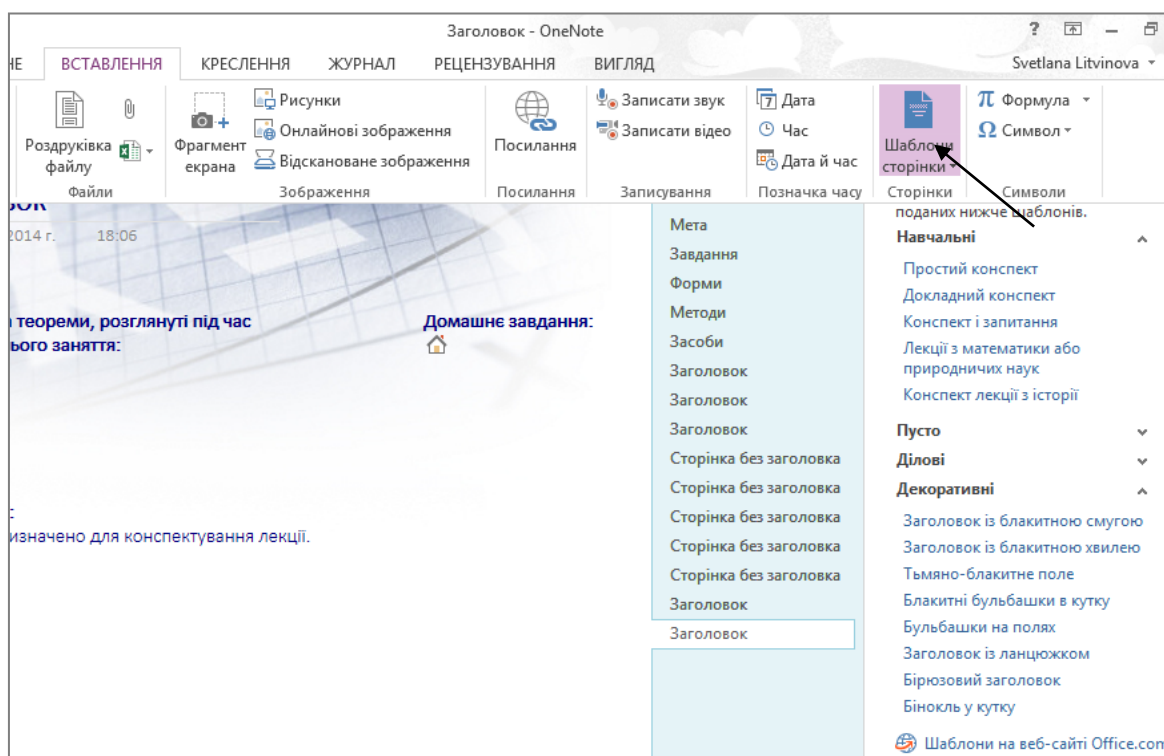 Заголовок - OneNote
?
НЕ ВСТАВЛЕННЯ КРЕСЛЕННЯ ЖУРНАЛ РЕЦЕНЗУВАННЯ ВИГЛЯД Svetlana Litvinova
Роздруківка
файлу
Файли
Фрагмент
екрана
Рисунки
Онлайнові зображення
Відскановане зображення
Зображення
Посилання
Посилання
Записати звук
Записати відео
Записування
7 Дата
Час
Дата й час
Позначка часу
Шаблони
сторінки
Сторінки
π Формула
Ω Символ
Символи
ВОК
2014 г. 18:06
теореми, розглянуті під час
ього заняття:
Домашнє завдання:
:
изначено для конспектування лекції.
Мета
Завдання
Форми
Методи
Засоби
Заголовок
Заголовок
Заголовок
Сторінка без заголовка
Сторінка без заголовка
Сторінка без заголовка
Сторінка без заголовка
Сторінка без заголовка
Заголовок
Заголовок
поданих нижче шаблонів.
Навчальні
Простий конспект
Докладний конспект
Конспект і запитання
Лекції з математики або
природничих наук
Конспект лекції з історії
Пусто
Ділові
Декоративні
Заголовок із блакитною смугою
Заголовок із блакитною хвилею
Тьмяно-блакитне поле
Блакитні бульбашки в кутку
Бульбашки на полях
Заголовок із ланцюжком
Бірюзовий заголовок
Бінокль у кутку
Шаблони на веб-сайті Office.com